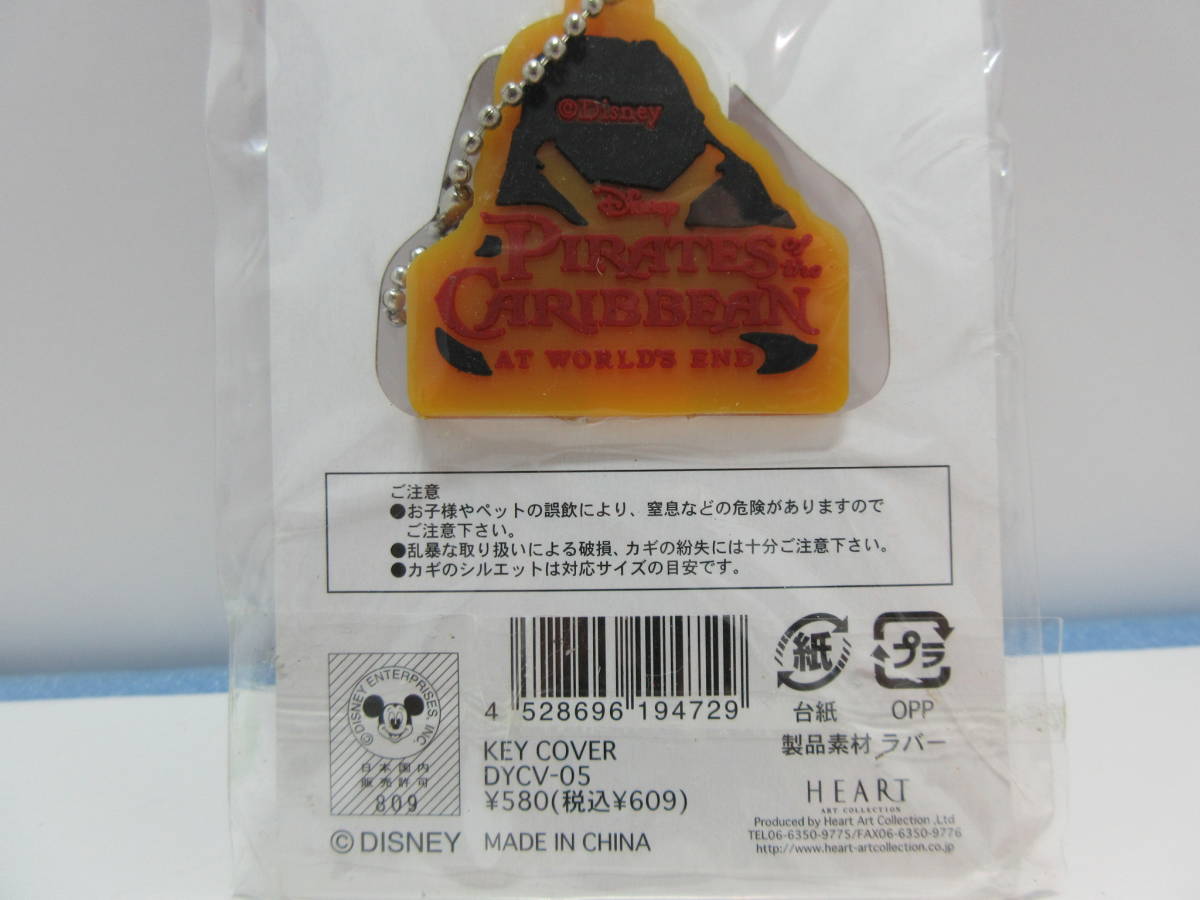 ©Disney
Disney
PIRATES of the
CARIBBEAN
AT WORLD'S END
ご注意
●お子様やペットの誤飲により、窒息などの危険がありますので
ご注意下さい。
●乱暴な取り扱いによる破損、カギの紛失には十分ご注意下さい。
●カギのシルエットは対応サイズの目安です。
©DISNEY ENTERPRISES, INC.
日本国内
販売許可
809
©DISNEY
4 528696 194729
KEY COVER
DYCV-05
¥580(税込¥609)
MADE IN CHINA
紙
プラ
台紙 OPP
製品素材 ラバー
HEART
ART COLLECTION
Produced by Heart Art Collection ,Ltd
TEL06-6350-9775/FAX06-6350-9776
http://www.heart-artcollection.co.jp